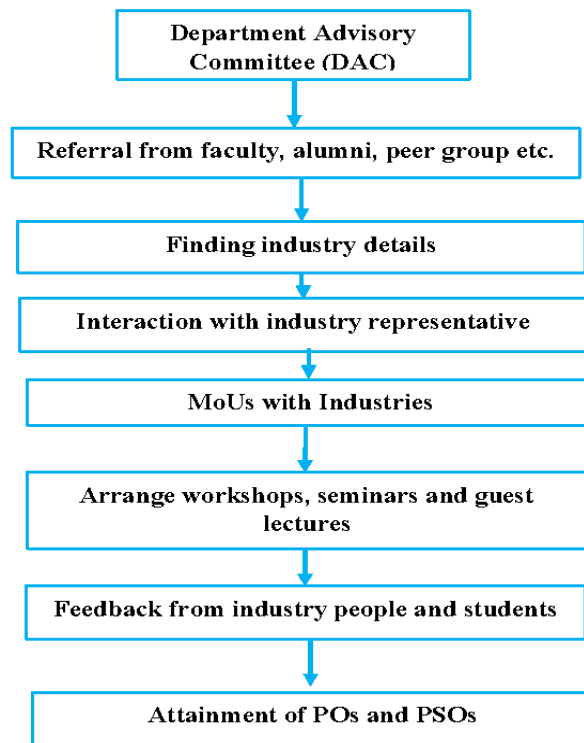 Department Advisory
Committee (DAC)
Referral from faculty, alumni, peer group etc.
Finding industry details
Interaction with industry representative
MoUs with Industries
Arrange workshops, seminars and guest
lectures
Feedback from industry people and students
Attainment of POs and PSOs